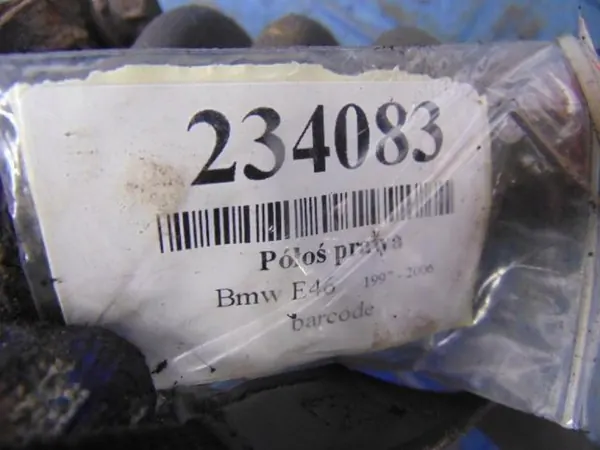 234083
Półoś prawa
Bmw E46 1997 - 2006
barcode